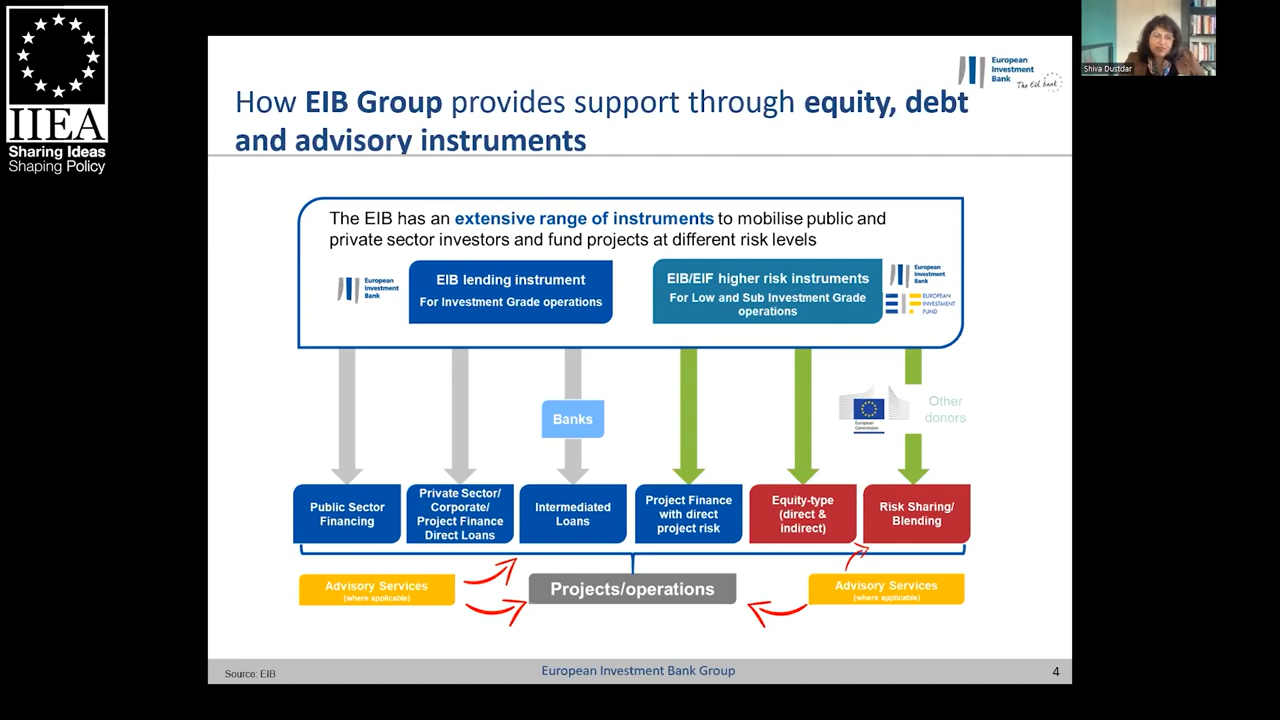 IIEA
Sharing Ideas
Shaping Policy
Shiva Dustdar
European
Investment
Bank
The EU bank
How EIB Group provides support through equity, debt
and advisory instruments
The EIB has an extensive range of instruments to mobilise public and
private sector investors and fund projects at different risk levels
European
Investment
Bank
EIB lending instrument
For Investment Grade operations
EIB/EIF higher risk instruments
For Low and Sub Investment Grade
operations
European
Investment
Bank
EUROPEAN
INVESTMENT
FUND
Banks
European
Commission
Other
donors
Public Sector
Financing
Private Sector/
Corporate/
Project Finance
Direct Loans
Intermediated
Loans
Project Finance
with direct
project risk
Equity-type
(direct &
indirect)
Risk Sharing/
Blending
Advisory Services
(where applicable)
Projects/operations
Advisory Services
(where applicable)
Source: EIB
European Investment Bank Group
4